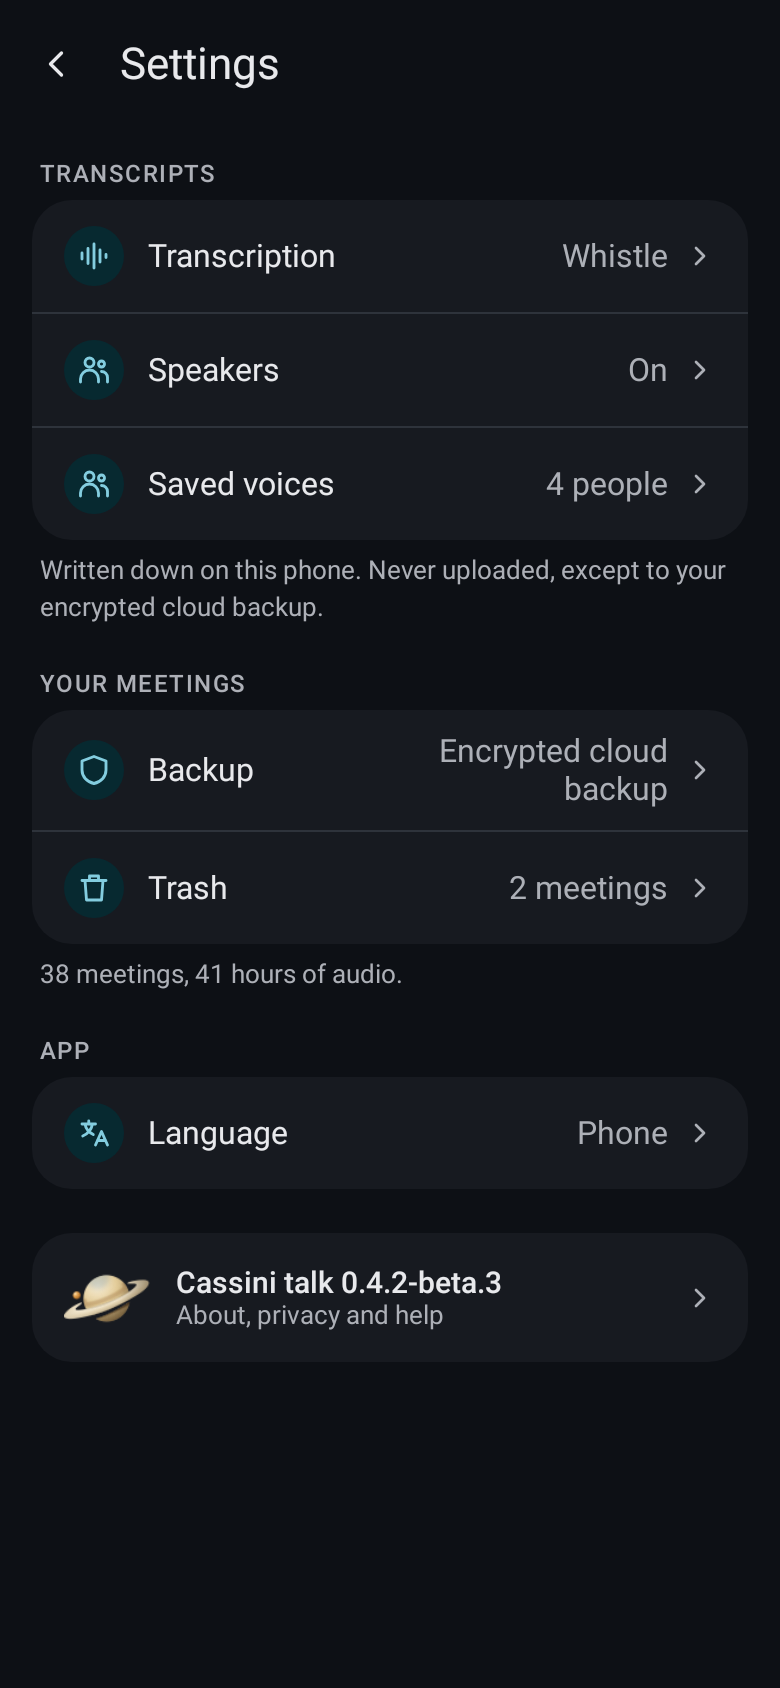 Settings
TRANSCRIPTS
Transcription
Whistle
Speakers
On
Saved voices
4 people
Written down on this phone. Never uploaded, except to your
encrypted cloud backup.
YOUR MEETINGS
Backup
Encrypted cloud
backup
Trash
2 meetings
38 meetings, 41 hours of audio.
APP
Language
Phone
Cassini talk 0.4.2-beta.3
About, privacy and help